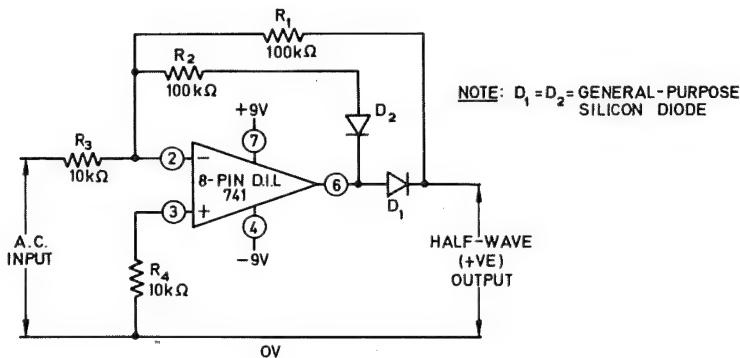 R1
100kΩ
R2
100kΩ
NOTE: D1 = D2 = GENERAL-PURPOSE
SILICON DIODE
+9V
D2
R3
10kΩ
7
2
−
8-PIN D.I.L
741
6
3
+
D1
4
−9V
A.C.
INPUT
R4
10kΩ
HALF-WAVE
(+VE)
OUTPUT
0V